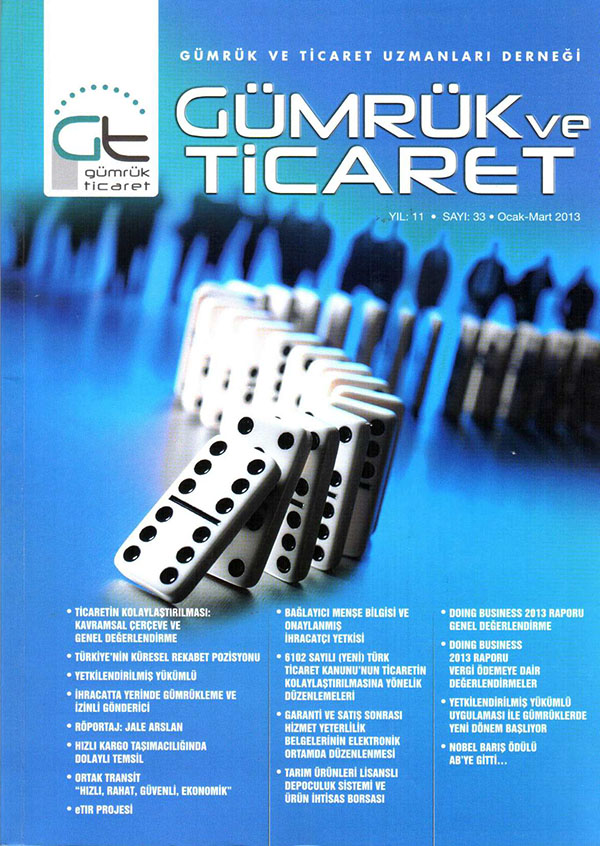 GÜMRÜK VE TİCARET UZMANLARI DERNEĞİ
Gt
gümrük
ticaret
GÜMRÜK ve
TİCARET
YIL: 11 • SAYI: 33 • Ocak-Mart 2013
• TİCARETİN KOLAYLAŞTIRILMASI:
KAVRAMSAL ÇERÇEVE VE
GENEL DEĞERLENDİRME
• TÜRKİYE'NİN KÜRESEL REKABET POZİSYONU
• YETKİLENDİRİLMİŞ YÜKÜMLÜ
• İHRACATTA YERİNDE GÜMRÜKLEME VE
İZİNLİ GÖNDERİCİ
• RÖPORTAJ: JALE ARSLAN
• HIZLI KARGO TAŞIMACILIĞINDA
DOLAYLI TEMSİL
• ORTAK TRANSİT
"HIZLI, RAHAT, GÜVENLİ, EKONOMİK"
• eTIR PROJESİ
• BAĞLAYICI MENŞE BİLGİSİ VE
ONAYLANMIŞ
İHRACATÇI YETKİSİ
• 6102 SAYILI (YENİ) TÜRK
TİCARET KANUNU'NUN TİCARETİN
KOLAYLAŞTIRILMASINA YÖNELİK
DÜZENLEMELERİ
• GARANTİ VE SATIŞ SONRASI
HİZMET YETERLİLİK
BELGELERİNİN ELEKTRONİK
ORTAMDA DÜZENLENMESİ
• TARIM ÜRÜNLERİ LİSANSLI
DEPOCULUK SİSTEMİ VE
ÜRÜN İHTİSAS BORSASI
• DOING BUSINESS 2013 RAPORU
GENEL DEĞERLENDİRME
• DOING BUSINESS
2013 RAPORU
VERGİ ÖDEMEYE DAİR
DEĞERLENDİRMELER
• YETKİLENDİRİLMİŞ YÜKÜMLÜ
UYGULAMASI İLE GÜMRÜKLERDE
YENİ DÖNEM BAŞLIYOR
• NOBEL BARIŞ ÖDÜLÜ
AB'YE GİTTİ...